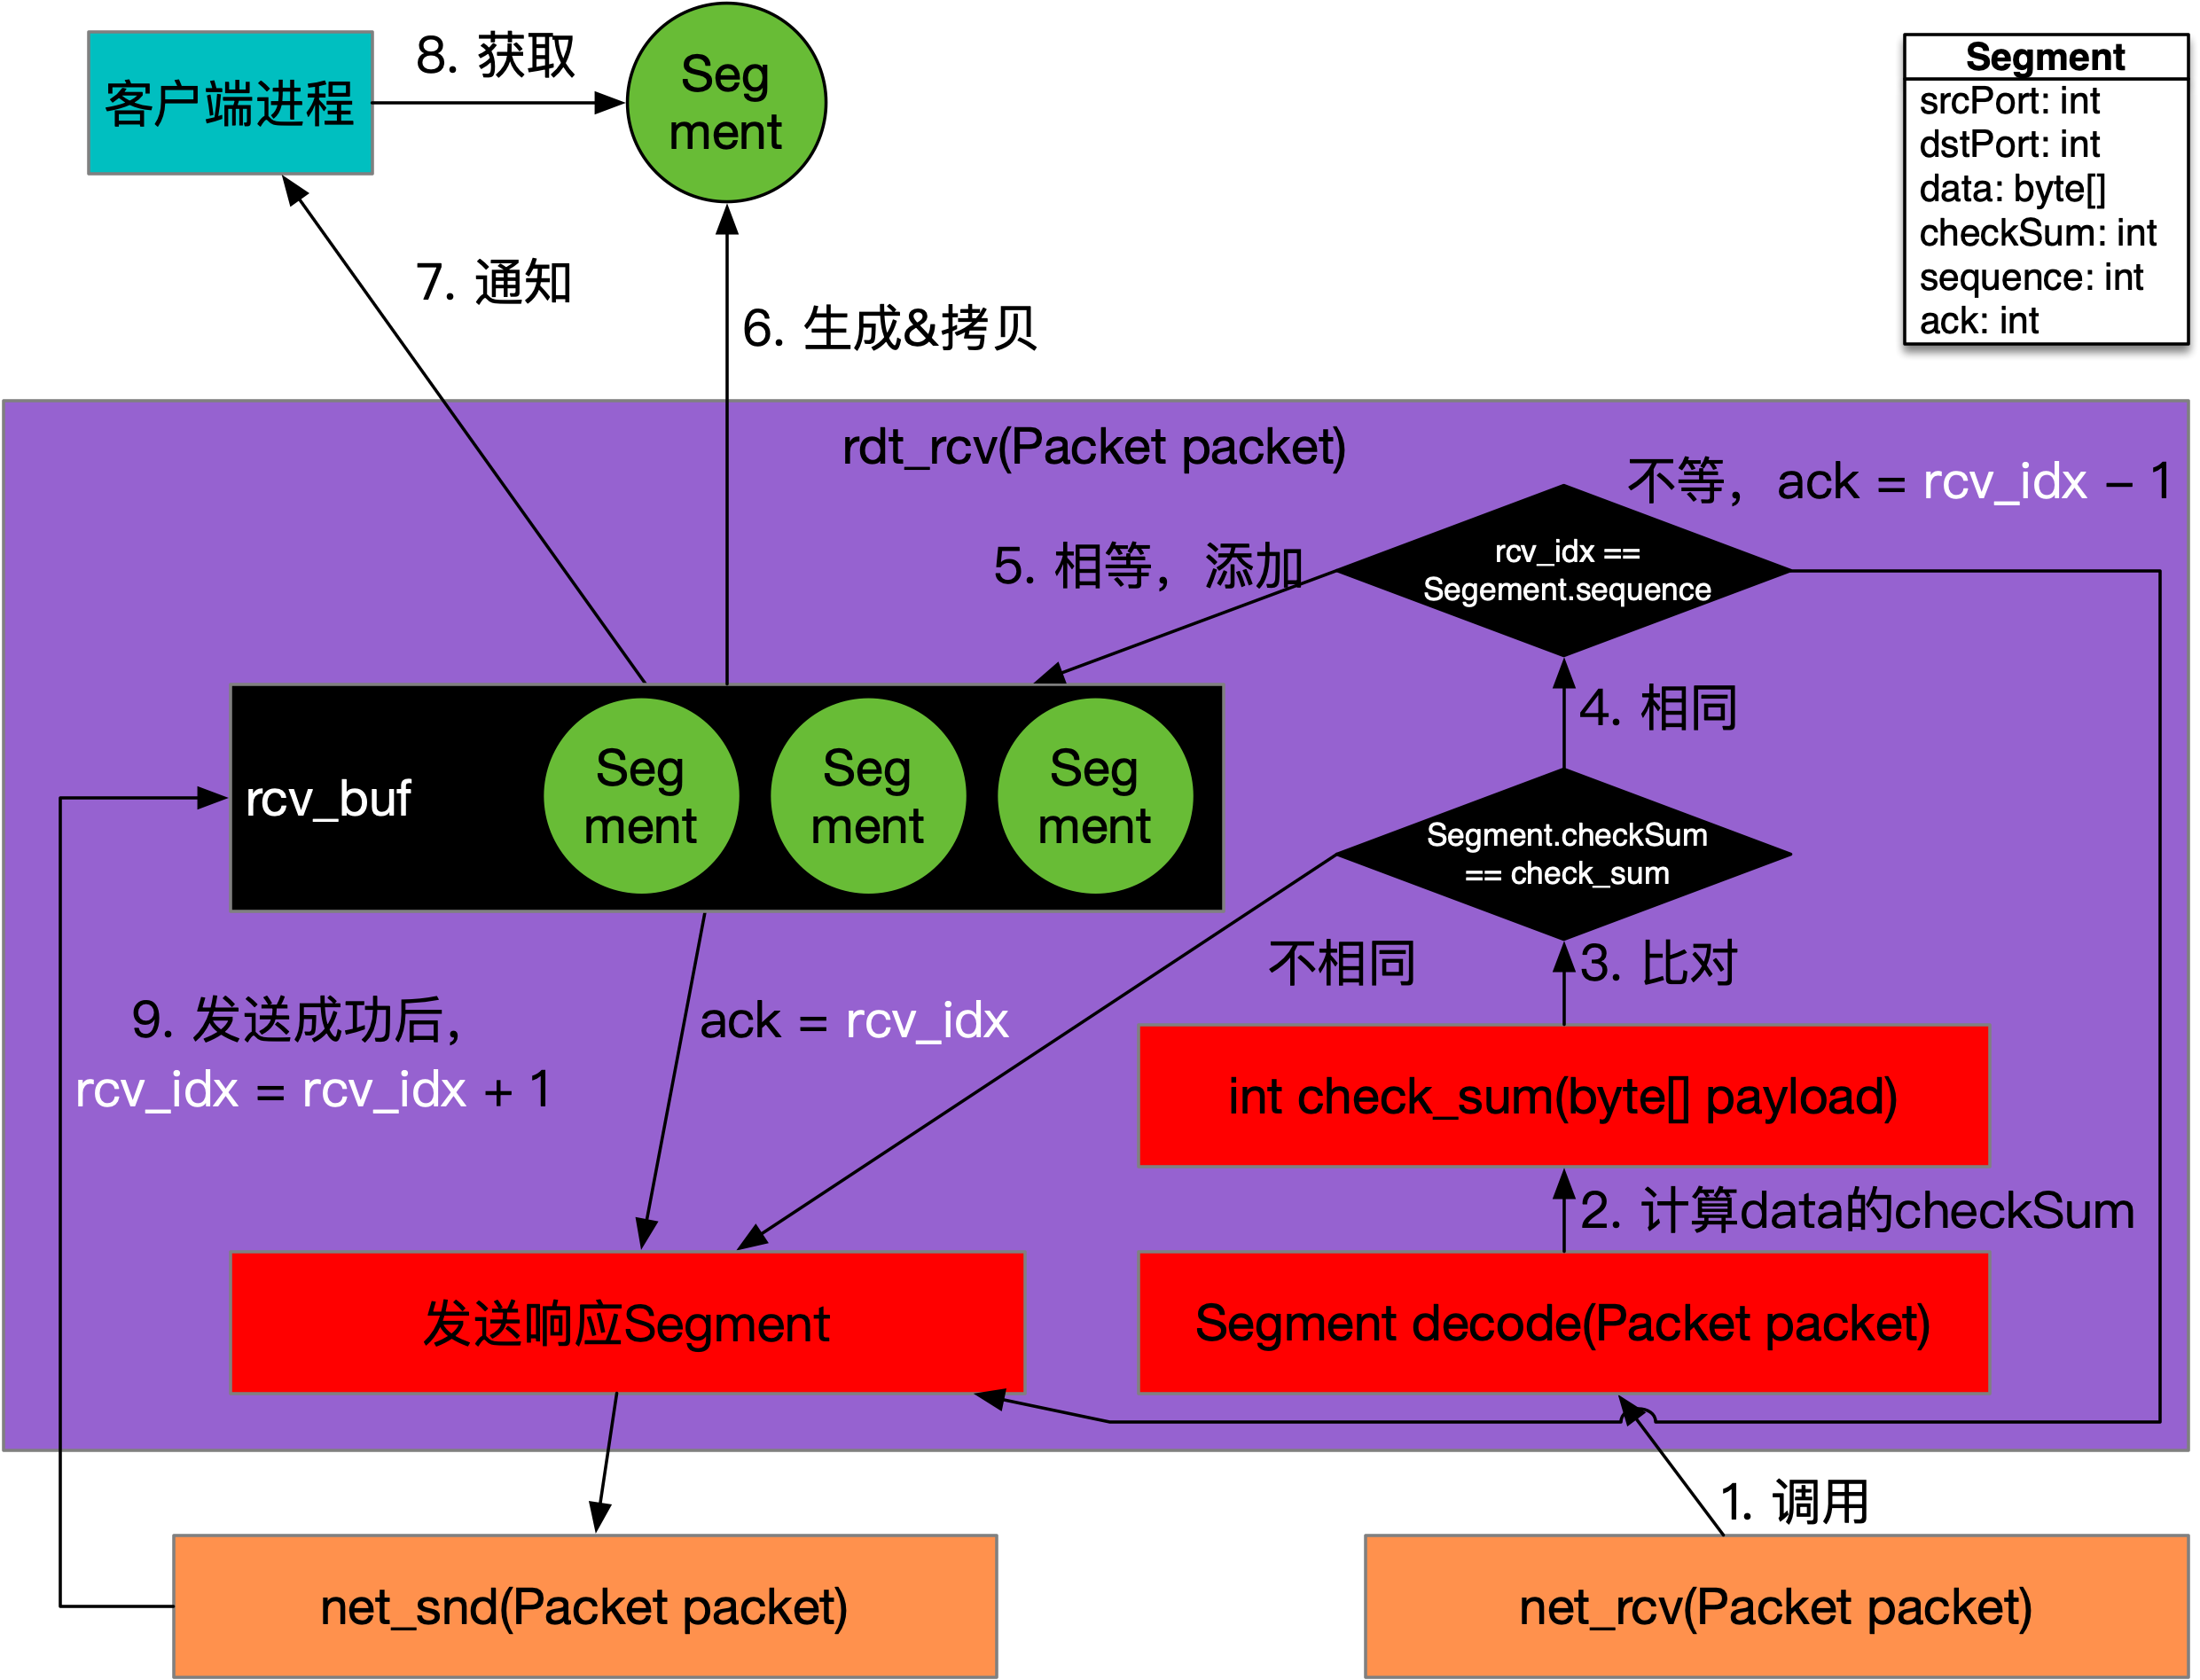 客户端进程
8. 获取
Seg
ment
Segment
srcPort: int
dstPort: int
data: byte[]
checkSum: int
sequence: int
ack: int
7. 通知
6. 生成&拷贝
rdt_rcv(Packet packet)
不等，ack = rcv_idx – 1
5. 相等，添加
rcv_idx ==
Segement.sequence
4. 相同
rcv_buf
Seg
ment
Seg
ment
Seg
ment
Segment.checkSum
== check_sum
不相同
3. 比对
9. 发送成功后，
rcv_idx = rcv_idx + 1
ack = rcv_idx
int check_sum(byte[] payload)
2. 计算data的checkSum
发送响应Segment
Segment decode(Packet packet)
1. 调用
net_snd(Packet packet)
net_rcv(Packet packet)